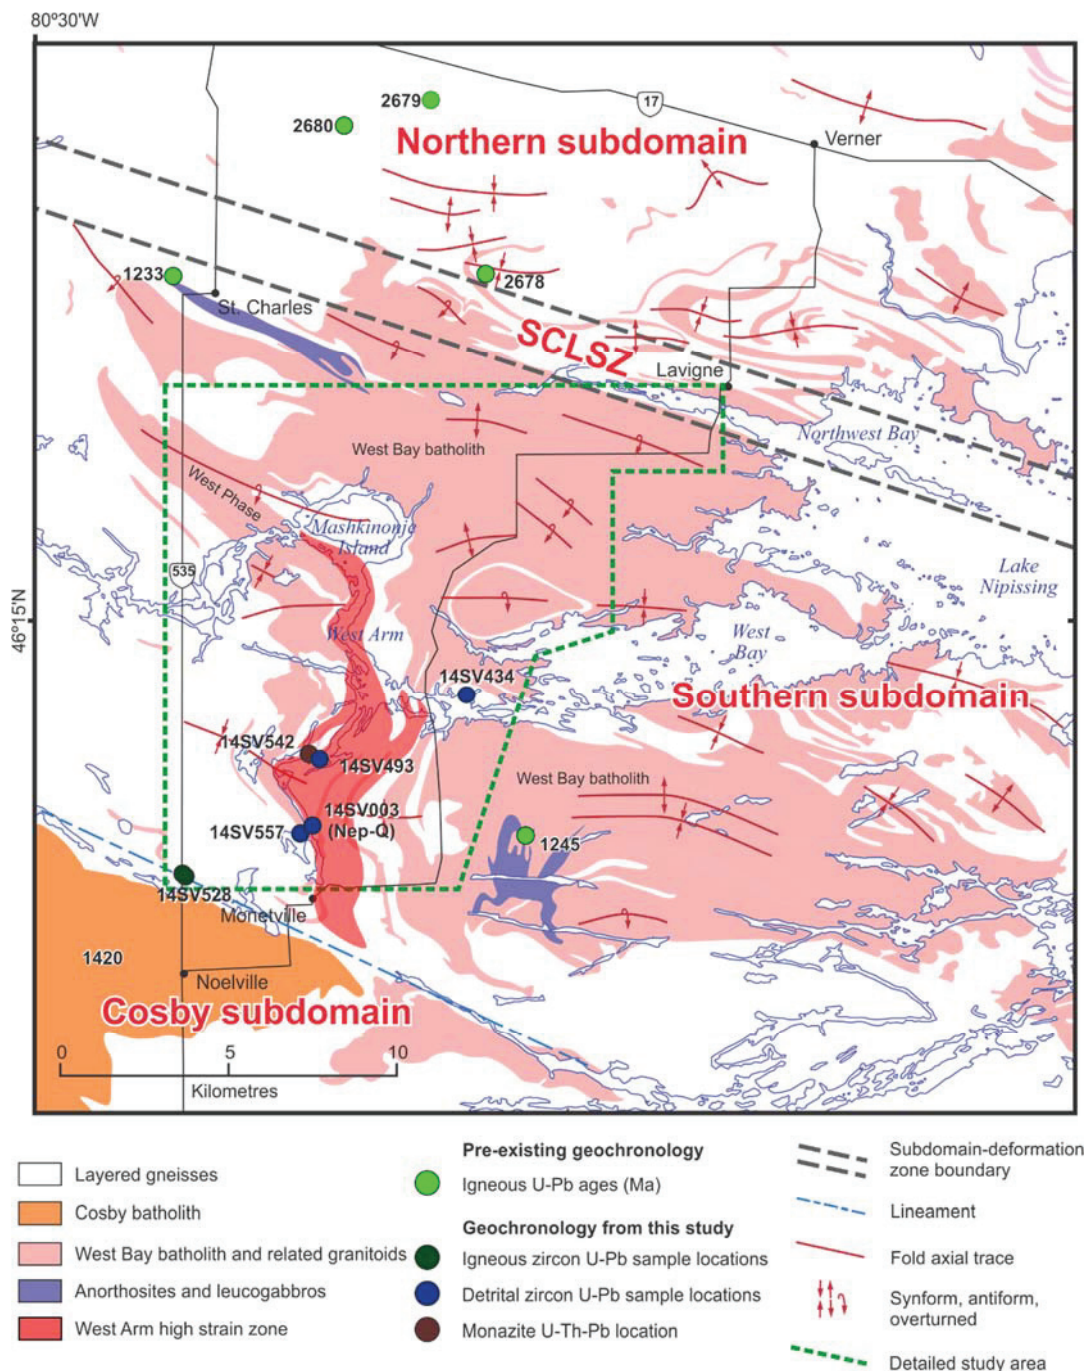 80º30'W
2679
17
2680
Northern subdomain
Verner
1233
2678
St. Charles
SCLSZ
Lavigne
Northwest Bay
West Bay batholith
West Phase
Mashkinonje
Island
535
Lake
Nipissing
46º15'N
West Arm
West
Bay
14SV434
Southern subdomain
14SV542
14SV493
West Bay batholith
14SV003
(Nep-Q)
14SV557
1245
14SV528
Monetville
1420
Noelville
Cosby subdomain
0 5 10
Kilometres
Layered gneisses
Cosby batholith
West Bay batholith and related granitoids
Anorthosites and leucogabbros
West Arm high strain zone
Pre-existing geochronology
Igneous U-Pb ages (Ma)
Geochronology from this study
Igneous zircon U-Pb sample locations
Detrital zircon U-Pb sample locations
Monazite U-Th-Pb location
Subdomain-deformation
zone boundary
Lineament
Fold axial trace
Synform, antiform,
overturned
Detailed study area